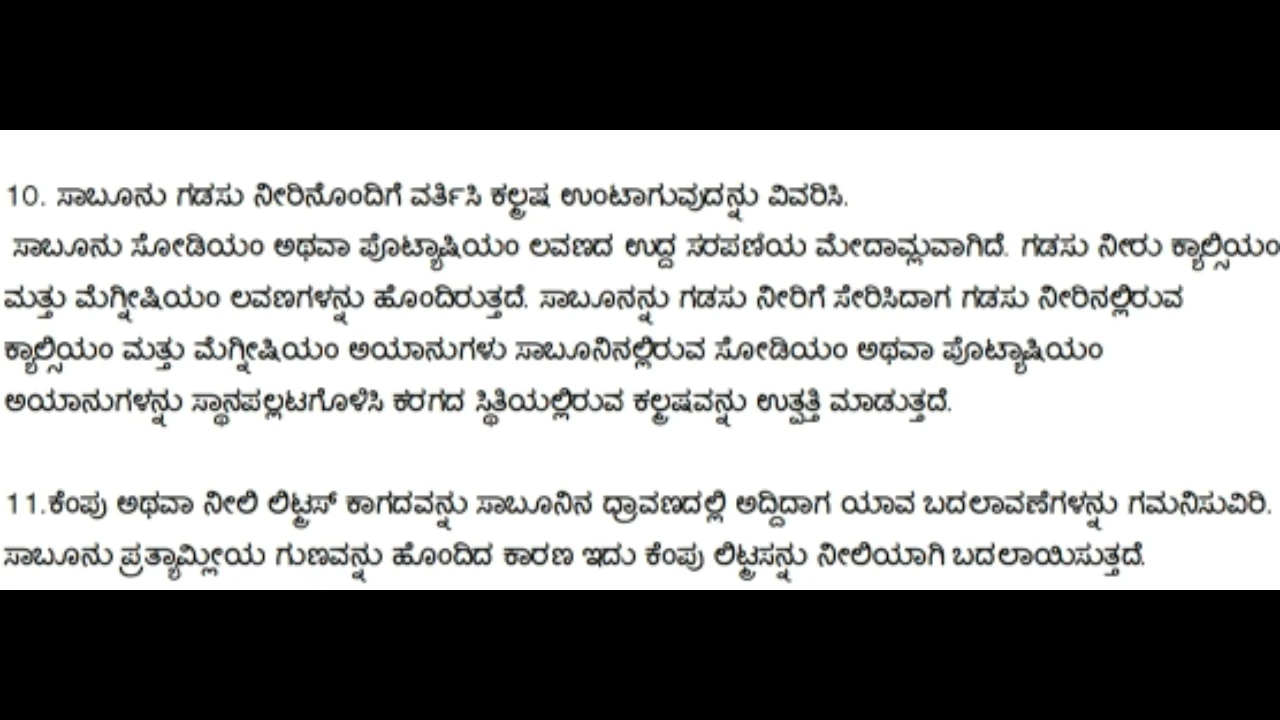 10. ಸಾಬೂನು ಗಡಸು ನೀರಿನೊಂದಿಗೆ ವರ್ತಿಸಿ ಕಲ್ಮಷ ಉಂಟಾಗುವುದನ್ನು ವಿವರಿಸಿ.
ಸಾಬೂನು ಸೋಡಿಯಂ ಅಥವಾ ಪೊಟ್ಯಾಷಿಯಂ ಲವಣದ ಉದ್ದ ಸರಪಣಿಯ ಮೇದಾಮ್ಲವಾಗಿದೆ. ಗಡಸು ನೀರು ಕ್ಯಾಲ್ಸಿಯಂ
ಮತ್ತು ಮೆಗ್ನೀಷಿಯಂ ಲವಣಗಳನ್ನು ಹೊಂದಿರುತ್ತದೆ. ಸಾಬೂನನ್ನು ಗಡಸು ನೀರಿಗೆ ಸೇರಿಸಿದಾಗ ಗಡಸು ನೀರಿನಲ್ಲಿರುವ
ಕ್ಯಾಲ್ಸಿಯಂ ಮತ್ತು ಮೆಗ್ನೀಷಿಯಂ ಅಯಾನುಗಳು ಸಾಬೂನಿನಲ್ಲಿರುವ ಸೋಡಿಯಂ ಅಥವಾ ಪೊಟ್ಯಾಷಿಯಂ
ಅಯಾನುಗಳನ್ನು ಸ್ಥಾನಪಲ್ಲಟಗೊಳಿಸಿ ಕರಗದ ಸ್ಥಿತಿಯಲ್ಲಿರುವ ಕಲ್ಮಷವನ್ನು ಉತ್ಪತ್ತಿ ಮಾಡುತ್ತದೆ.
11.ಕೆಂಪು ಅಥವಾ ನೀಲಿ ಲಿಟ್ಮಸ್ ಕಾಗದವನ್ನು ಸಾಬೂನಿನ ಧ್ರಾವಣದಲ್ಲಿ ಅದ್ದಿದಾಗ ಯಾವ ಬದಲಾವಣೆಗಳನ್ನು ಗಮನಿಸುವಿರಿ.
ಸಾಬೂನು ಪ್ರತ್ಯಾಮ್ಲೀಯ ಗುಣವನ್ನು ಹೊಂದಿದ ಕಾರಣ ಇದು ಕೆಂಪು ಲಿಟ್ಮಸನ್ನು ನೀಲಿಯಾಗಿ ಬದಲಾಯಿಸುತ್ತದೆ.